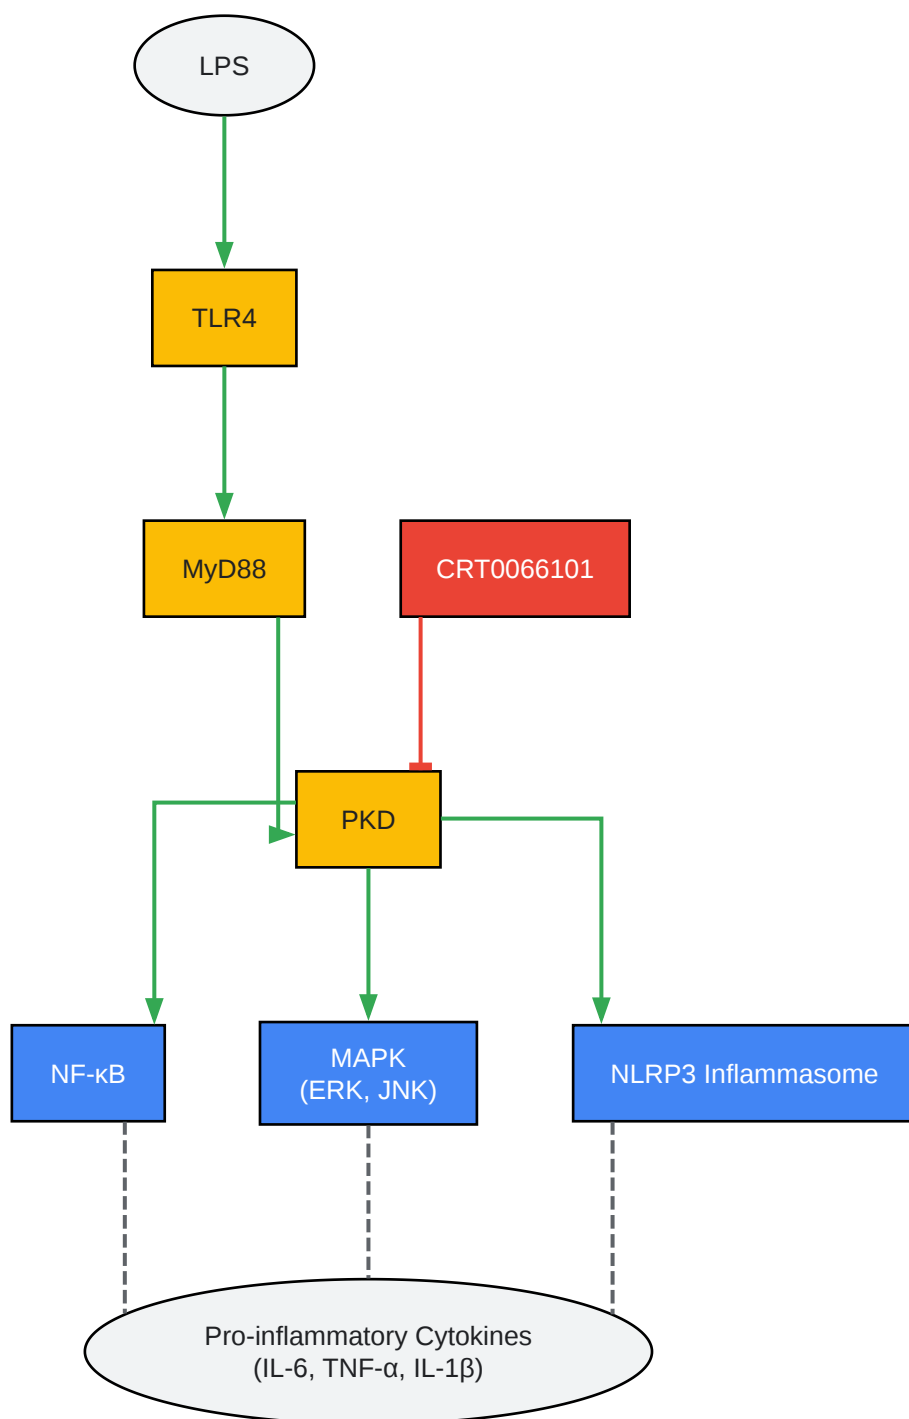 LPS
TLR4
MyD88
CRT0066101
PKD
NF-κB
MAPK
(ERK, JNK)
NLRP3 Inflammasome
Pro-inflammatory Cytokines
(IL-6, TNF-α, IL-1β)